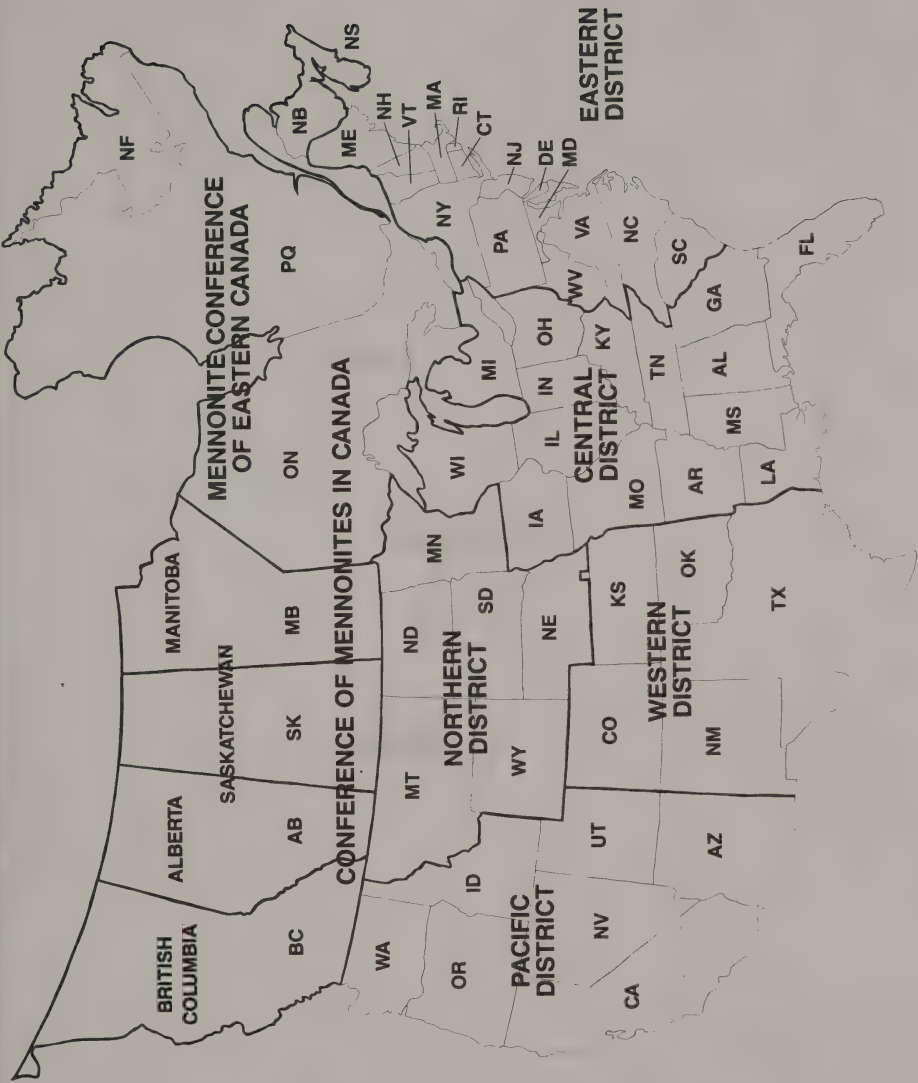 BRITISH
COLUMBIA
ALBERTA
SASKATCHEWAN
MANITOBA
MENNONITE CONFERENCE
OF EASTERN CANADA
NF
BC
AB
SK
MB
ON
PQ
NB
NS
CONFERENCE OF MENNONITES IN CANADA
WA
MT
ND
MN
ME
NH
VT
MA
RI
CT
OR
ID
NORTHERN
DISTRICT
SD
WI
MI
NY
PACIFIC
DISTRICT
WY
NE
IA
IL
IN
OH
PA
NJ
DE
MD
EASTERN
DISTRICT
NV
UT
CO
KS
MO
CENTRAL
DISTRICT
KY
WV
VA
CA
WESTERN
DISTRICT
TN
NC
AZ
NM
OK
AR
SC
TX
LA
MS
AL
GA
FL